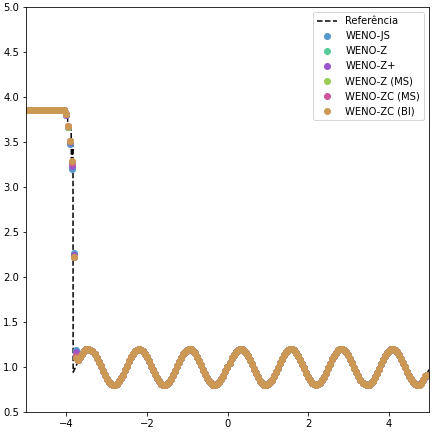 5.0
4.5
4.0
3.5
3.0
2.5
2.0
1.5
1.0
0.5
−4
−2
0
2
4
Referência
WENO-JS
WENO-Z
WENO-Z+
WENO-Z (MS)
WENO-ZC (MS)
WENO-ZC (BI)